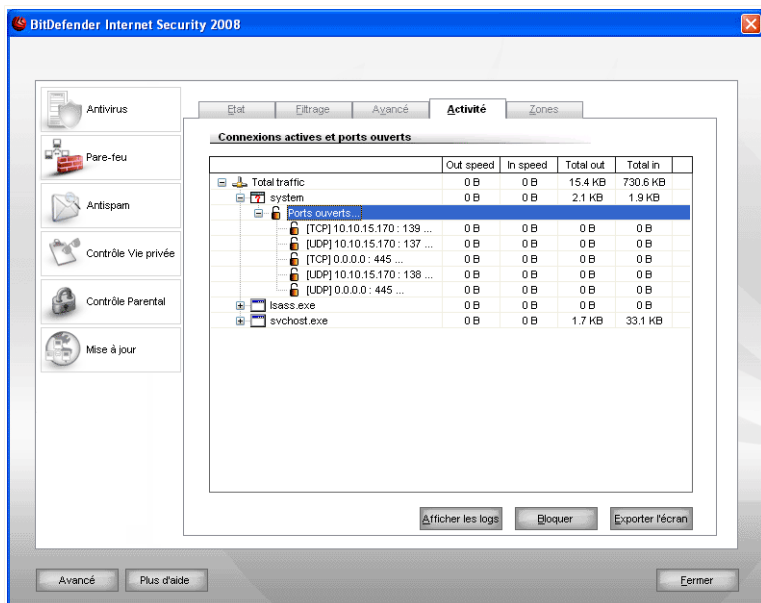 BitDefender Internet Security 2008
Antivirus
Pare-feu
Antispam
Contrôle Vie privée
Contrôle Parental
Mise à jour
Etat Filtrage Avancé Activité Zones
Connexions actives et ports ouverts
Out speed In speed Total out Total in
Total traffic 0 B 0 B 15.4 KB 730.6 KB
system 0 B 0 B 2.1 KB 1.9 KB
Ports ouverts...
[TCP] 10.10.15.170 : 139 ... 0 B 0 B 0 B 0 B
[UDP] 10.10.15.170 : 137 ... 0 B 0 B 0 B 0 B
[TCP] 0.0.0.0 : 445 ... 0 B 0 B 0 B 0 B
[UDP] 10.10.15.170 : 138 ... 0 B 0 B 0 B 0 B
[UDP] 0.0.0.0 : 445 ... 0 B 0 B 0 B 0 B
lsass.exe 0 B 0 B 0 B 0 B
svchost.exe 0 B 0 B 1.7 KB 33.1 KB
Afficher les logs Bloquer Exporter l'écran
Avancé Plus d'aide Fermer